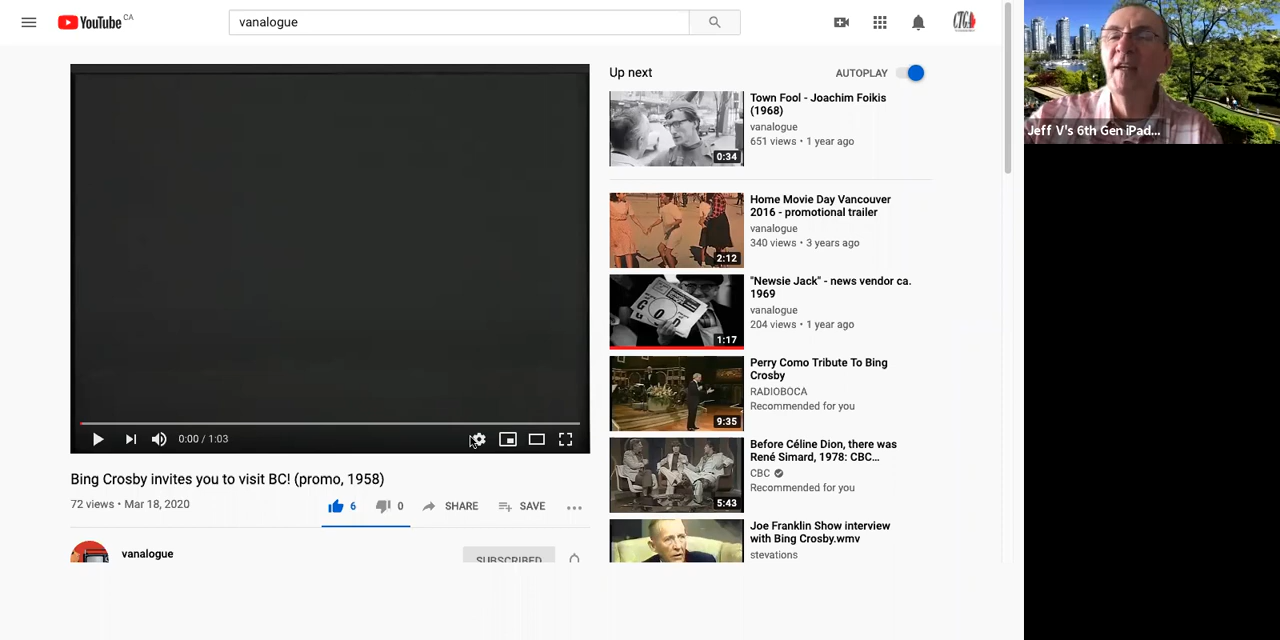 YouTube CA
vanalogue
Up next
AUTOPLAY
Town Fool - Joachim Foikis
(1968)
vanalogue
651 views • 1 year ago
0:34
Home Movie Day Vancouver
2016 - promotional trailer
vanalogue
340 views • 3 years ago
2:12
"Newsie Jack" - news vendor ca.
1969
vanalogue
204 views • 1 year ago
1:17
Perry Como Tribute To Bing
Crosby
RADIOBOCA
Recommended for you
9:35
Before Céline Dion, there was
René Simard, 1978: CBC…
CBC
Recommended for you
5:43
Joe Franklin Show interview
with Bing Crosby.wmv
stevations
0:00 / 1:03
Bing Crosby invites you to visit BC! (promo, 1958)
72 views • Mar 18, 2020
6
0
SHARE
SAVE
vanalogue
SUBSCRIBED
Jeff V's 6th Gen iPad...